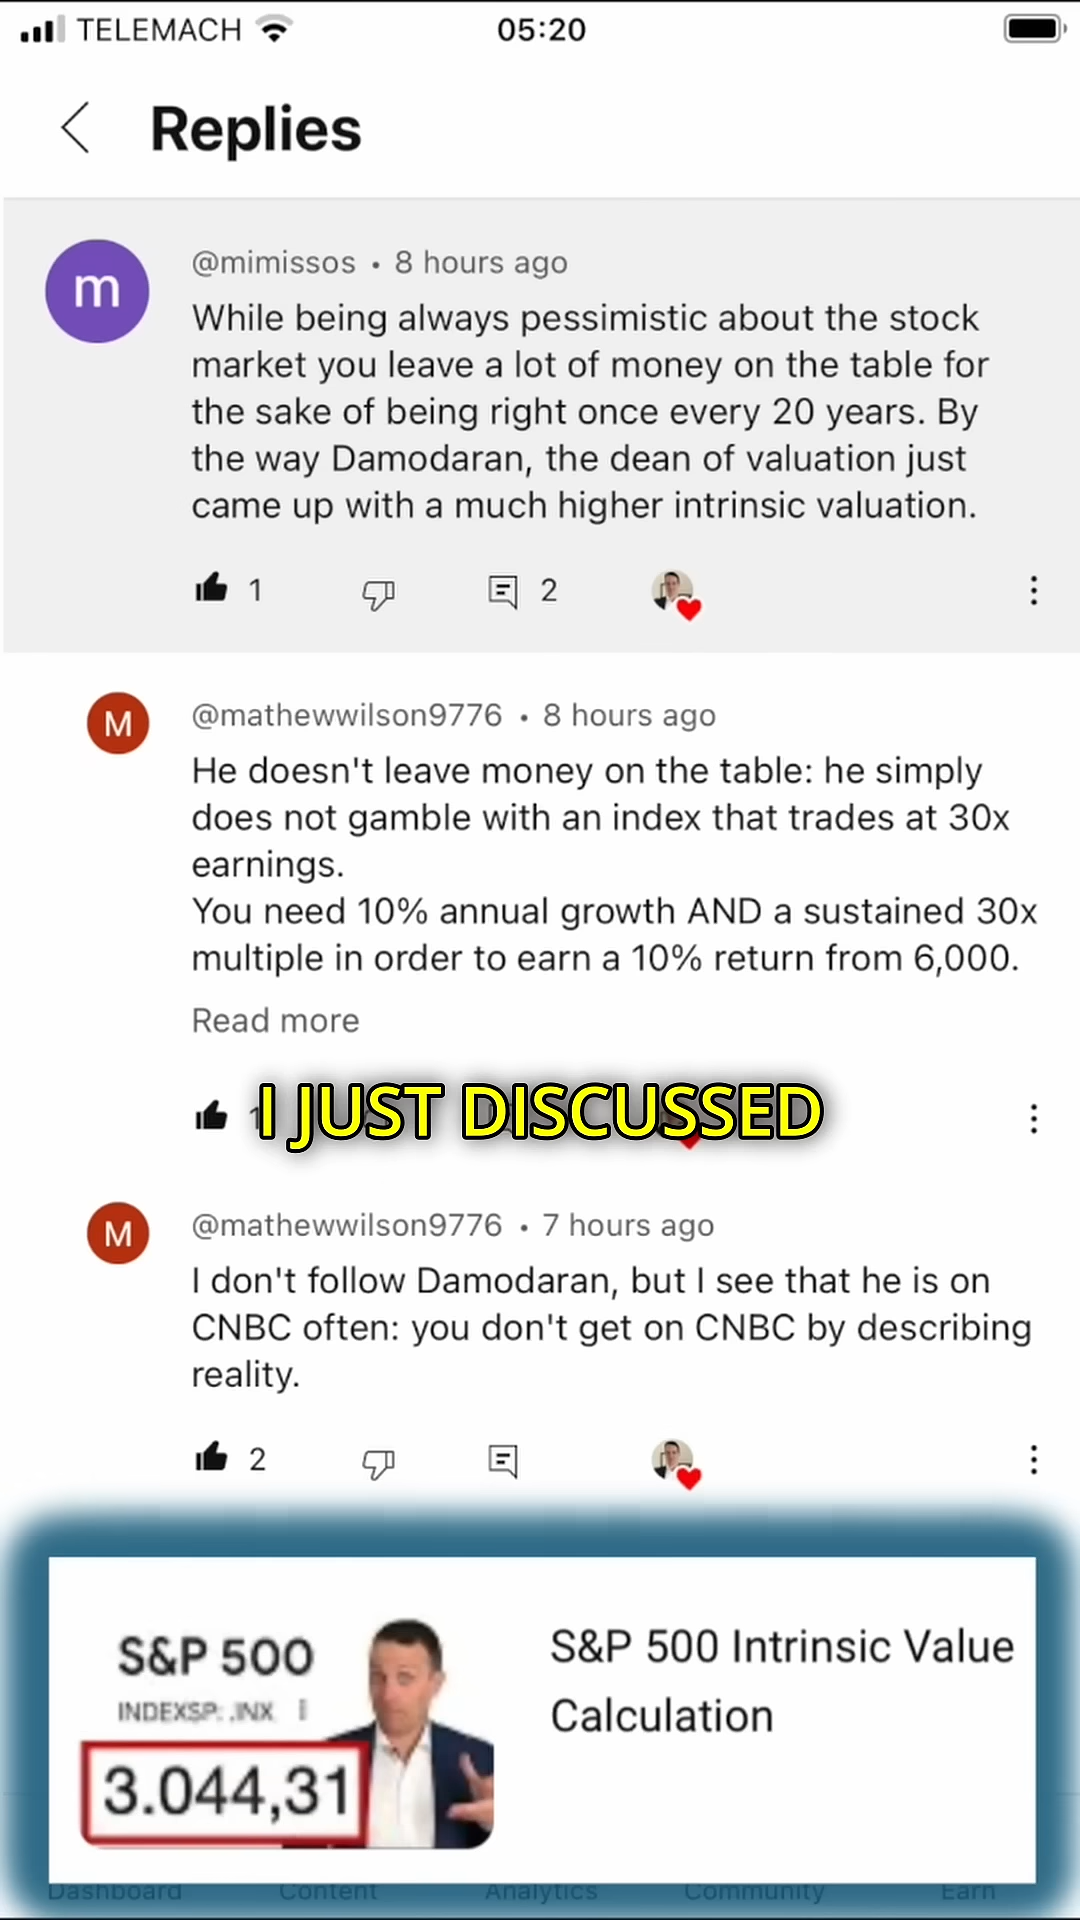 TELEMACH
05:20
Replies
m
@mimissos • 8 hours ago
While being always pessimistic about the stock
market you leave a lot of money on the table for
the sake of being right once every 20 years. By
the way Damodaran, the dean of valuation just
came up with a much higher intrinsic valuation.
1
2
M
@mathewwilson9776 • 8 hours ago
He doesn't leave money on the table: he simply
does not gamble with an index that trades at 30x
earnings.
You need 10% annual growth AND a sustained 30x
multiple in order to earn a 10% return from 6,000.
Read more
I JUST DISCUSSED
M
@mathewwilson9776 • 7 hours ago
I don't follow Damodaran, but I see that he is on
CNBC often: you don't get on CNBC by describing
reality.
2
S&P 500
INDEXSP: .INX
3.044,31
S&P 500 Intrinsic Value
Calculation
Dashboard Content Analytics Community Earn